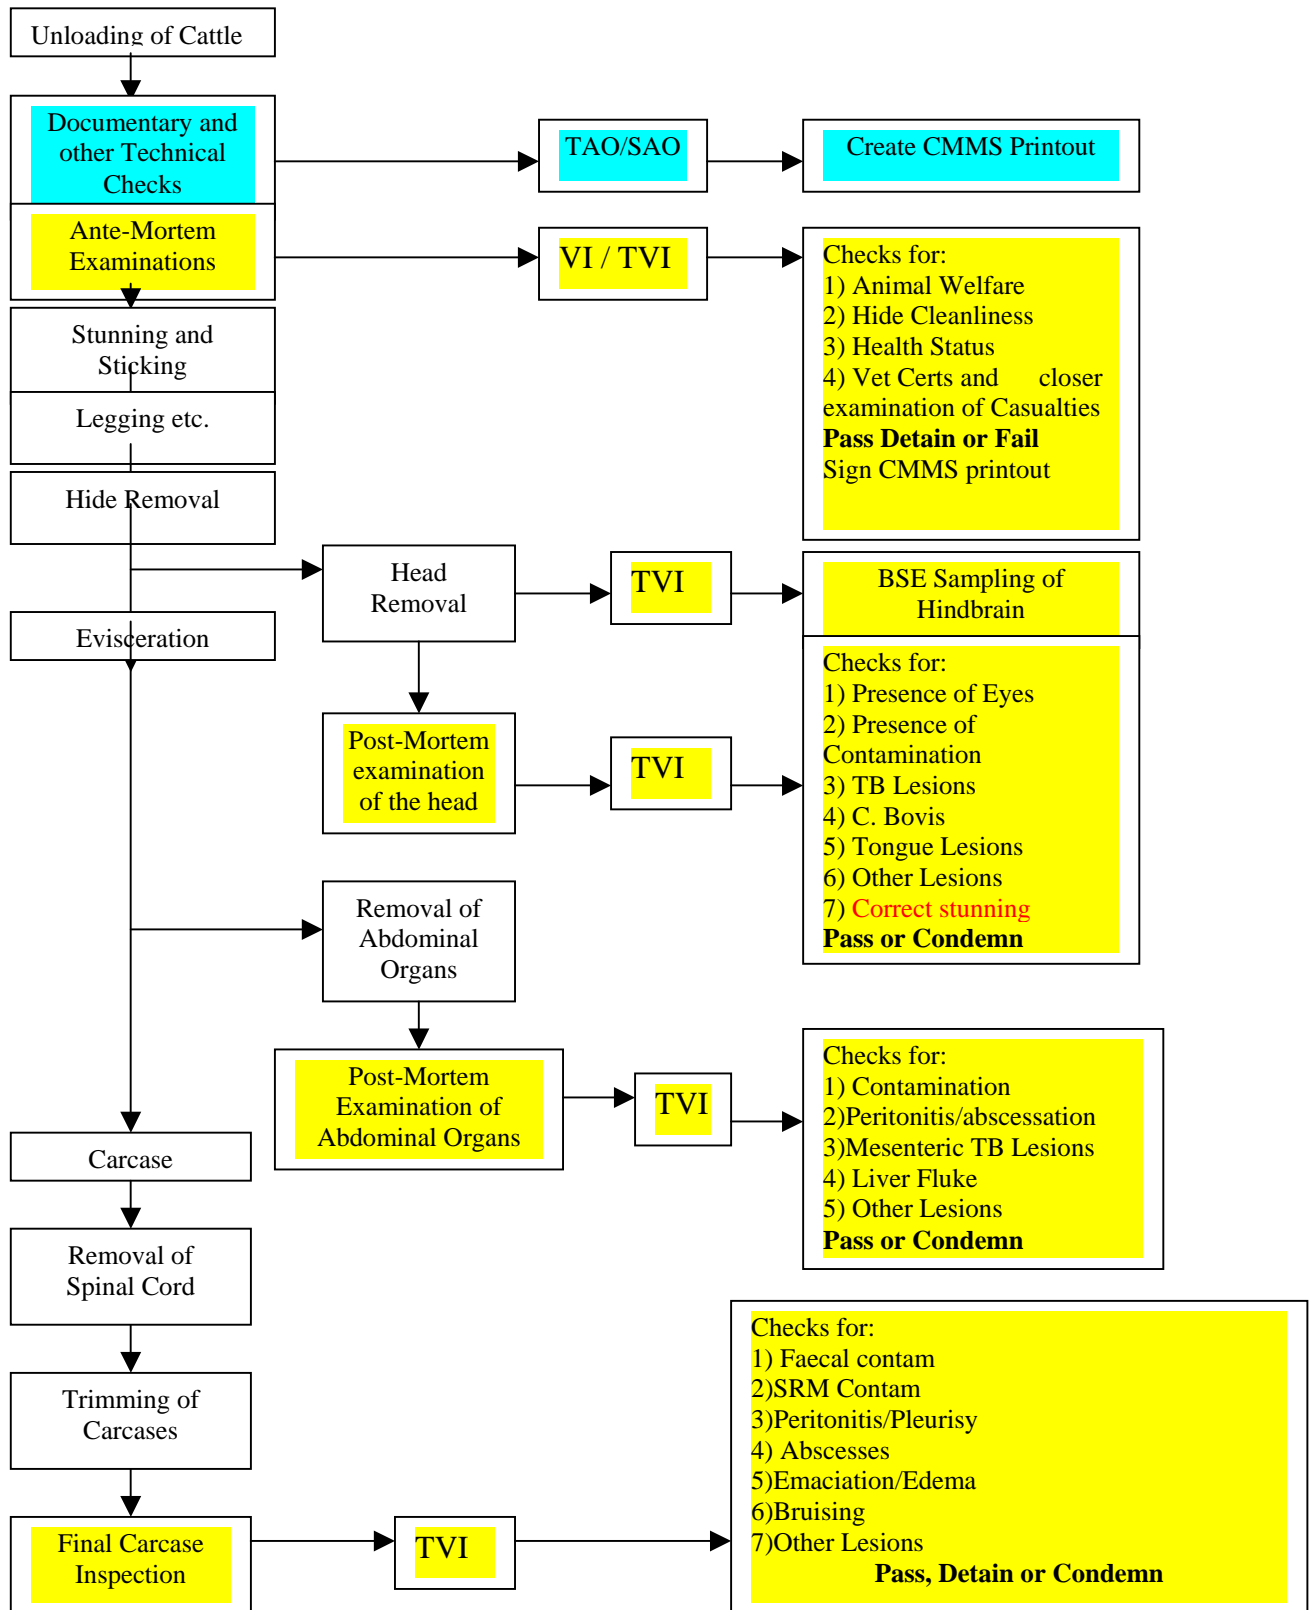 Unloading of Cattle
Documentary and
other Technical
Checks
TAO/SAO
Create CMMS Printout
Ante-Mortem
Examinations
VI / TVI
Checks for:
1) Animal Welfare
2) Hide Cleanliness
3) Health Status
4) Vet Certs and closer
examination of Casualties
Pass Detain or Fail
Sign CMMS printout
Stunning and
Sticking
Legging etc.
Hide Removal
Head
Removal
TVI
BSE Sampling of
Hindbrain
Evisceration
Post-Mortem
examination
of the head
TVI
Checks for:
1) Presence of Eyes
2) Presence of
Contamination
3) TB Lesions
4) C. Bovis
5) Tongue Lesions
6) Other Lesions
7) Correct stunning
Pass or Condemn
Removal of
Abdominal
Organs
Post-Mortem
Examination of
Abdominal Organs
TVI
Checks for:
1) Contamination
2)Peritonitis/abscessation
3)Mesenteric TB Lesions
4) Liver Fluke
5) Other Lesions
Pass or Condemn
Carcase
Removal of
Spinal Cord
Trimming of
Carcases
Final Carcase
Inspection
TVI
Checks for:
1) Faecal contam
2)SRM Contam
3)Peritonitis/Pleurisy
4) Abscesses
5)Emaciation/Edema
6)Bruising
7)Other Lesions
Pass, Detain or Condemn